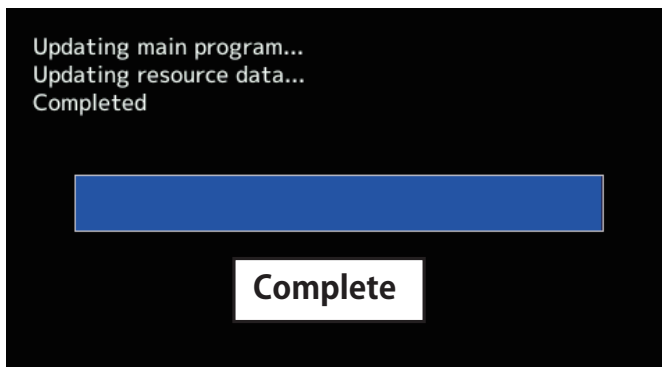 Updating main program...
Updating resource data...
Completed
Complete